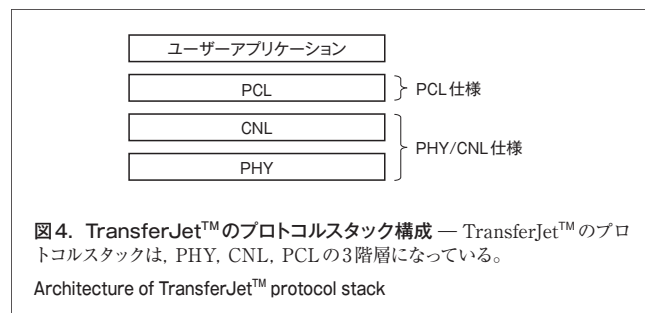 ユーザーアプリケーション
PCL
PCL仕様
CNL
PHY/CNL仕様
PHY
図4. TransferJet™のプロトコルスタック構成 — TransferJet™のプロ
トコルスタックは, PHY, CNL, PCLの3階層になっている。
Architecture of TransferJet™ protocol stack